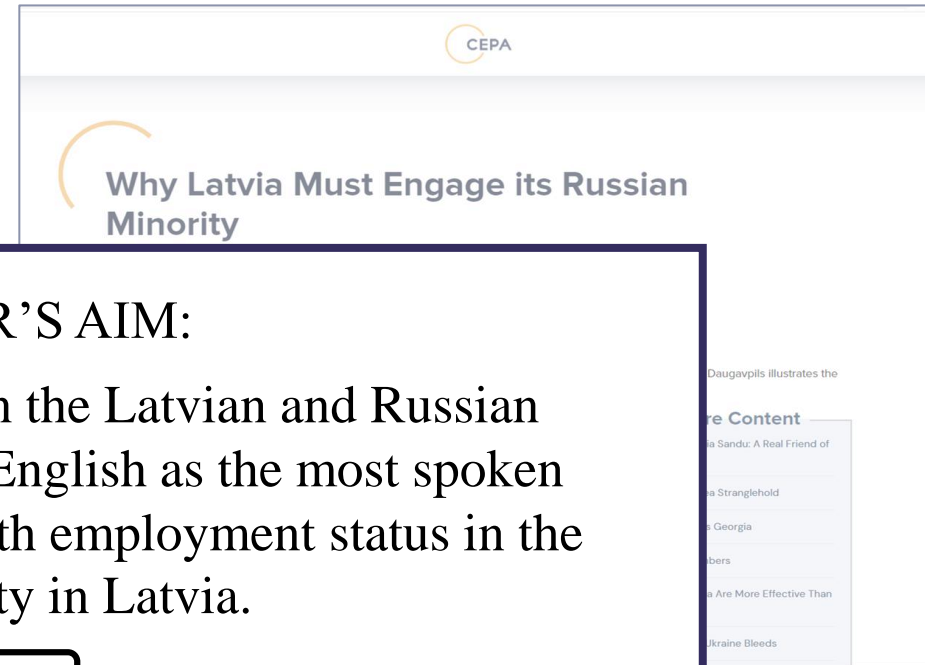 CEPA
Why Latvia Must Engage its Russian
Minority
R’S AIM:
n the Latvian and Russian
English as the most spoken
th employment status in the
ty in Latvia.
Daugavpils illustrates the
re Content
ia Sandu: A Real Friend of
ea Stranglehold
s Georgia
bers
a Are More Effective Than
Ukraine Bleeds